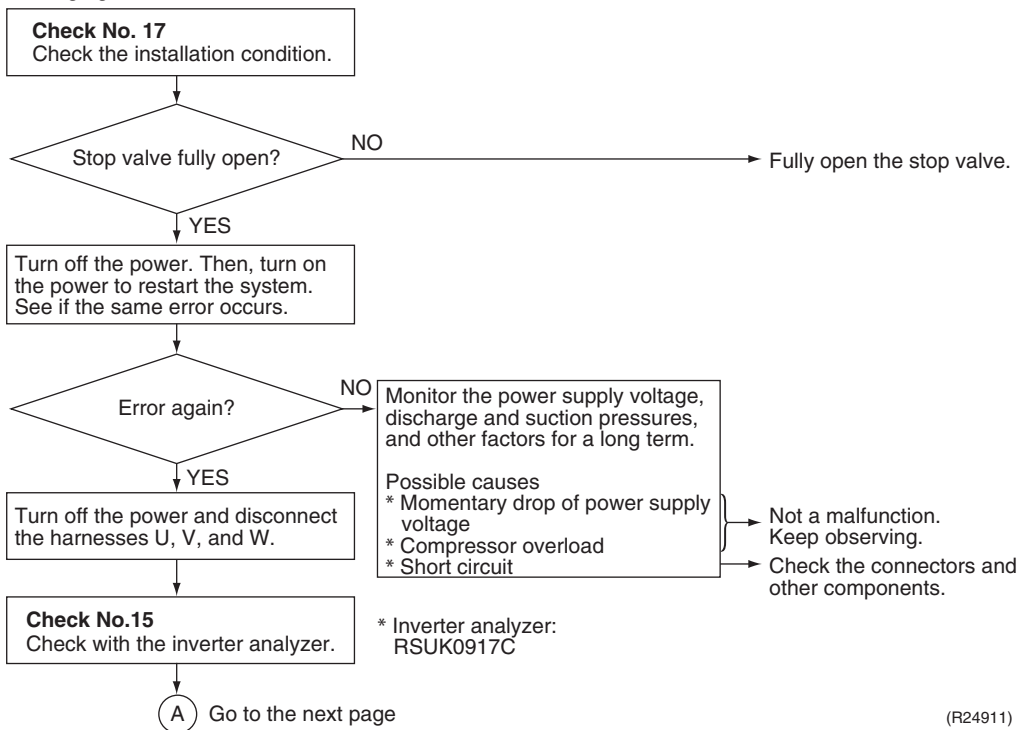 Check No. 17
Check the installation condition.
Stop valve fully open?
NO
Fully open the stop valve.
YES
Turn off the power. Then, turn on
the power to restart the system.
See if the same error occurs.
Error again?
NO
Monitor the power supply voltage,
discharge and suction pressures,
and other factors for a long term.
Possible causes
* Momentary drop of power supply
voltage
* Compressor overload
* Short circuit
Not a malfunction.
Keep observing.
Check the connectors and
other components.
YES
Turn off the power and disconnect
the harnesses U, V, and W.
Check No.15
Check with the inverter analyzer.
* Inverter analyzer:
RSUK0917C
A
Go to the next page
(R24911)